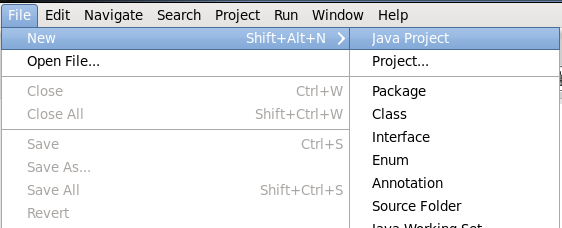 File Edit Navigate Search Project Run Window Help
New Shift+Alt+N Java Project
Open File... Project...
Close Ctrl+W Package
Close All Shift+Ctrl+W Class
Interface
Save Ctrl+S Enum
Save As... Annotation
Save All Shift+Ctrl+S Source Folder
Revert Java Working Set